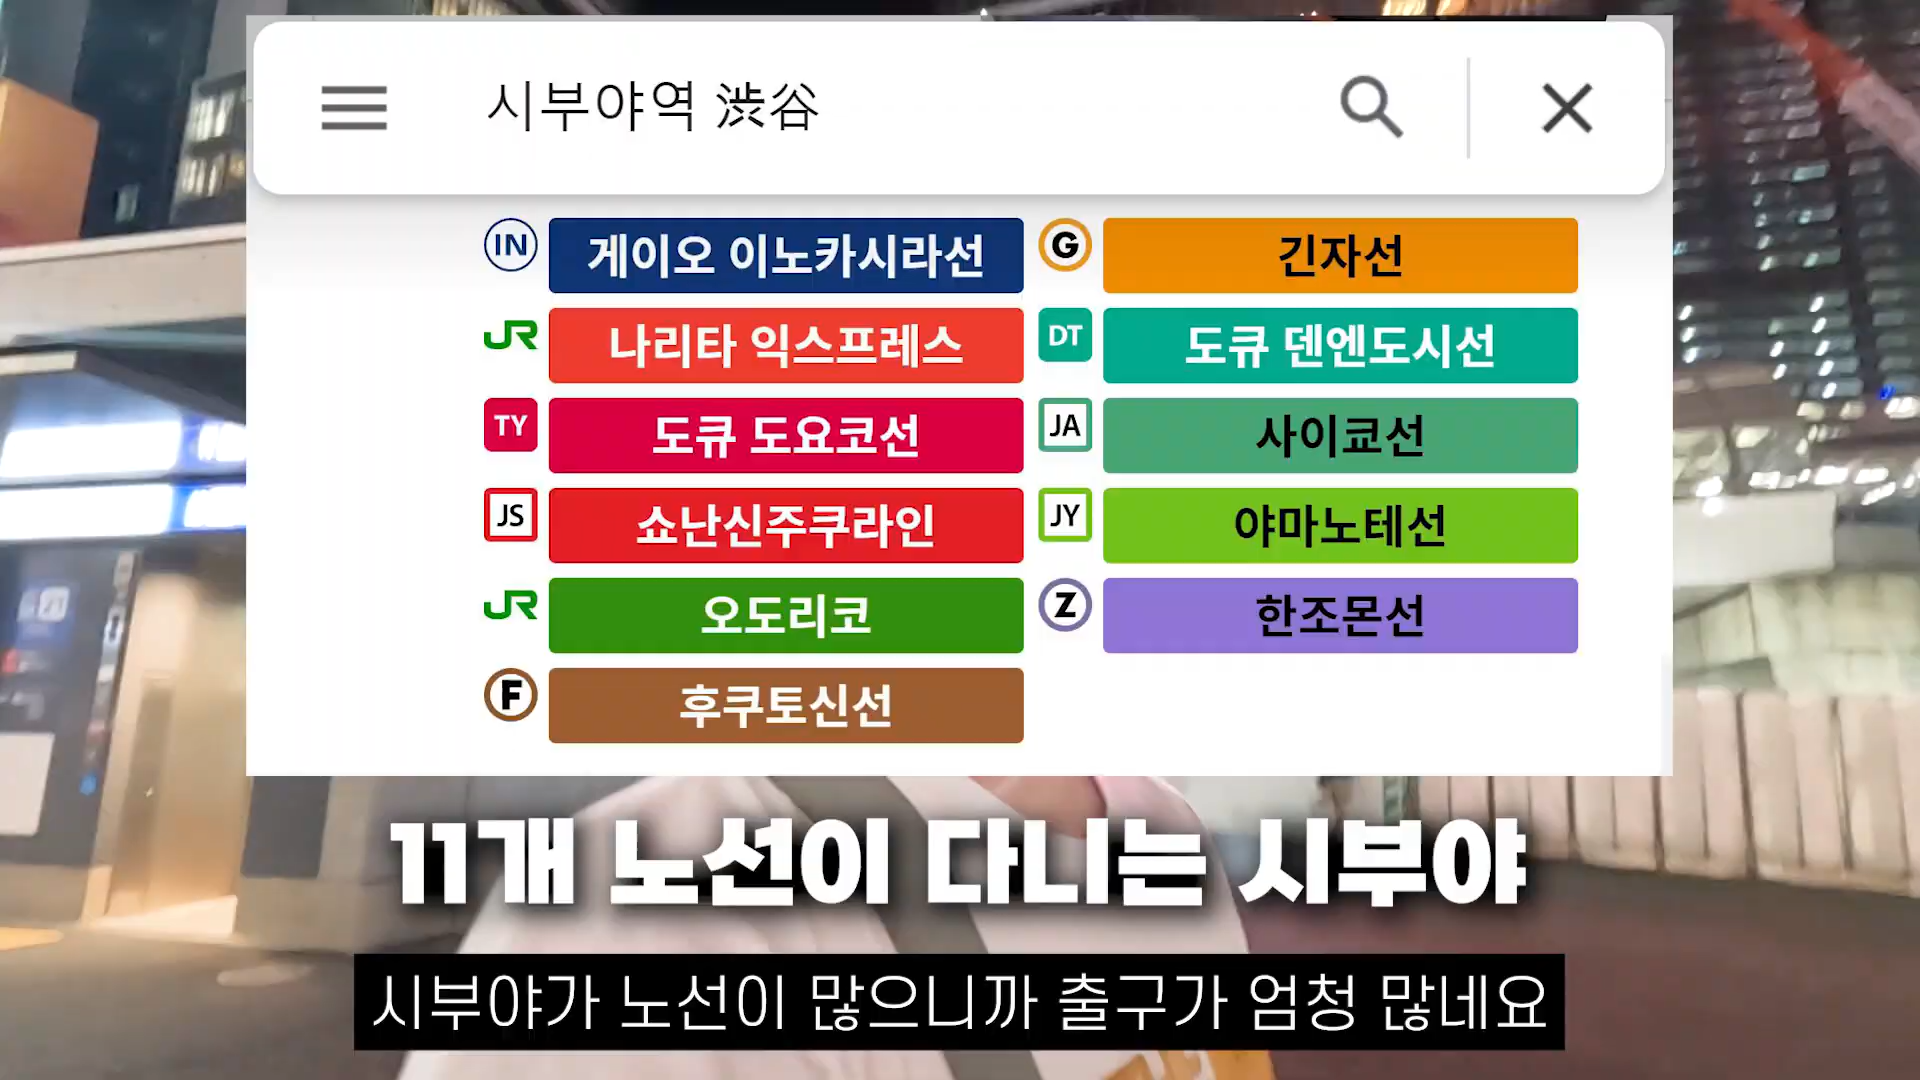 시부야역 渋谷
IN 게이오 이노카시라선 G 긴자선
JR 나리타 익스프레스 DT 도큐 덴엔도시선
TY 도큐 도요코선 JA 사이쿄선
JS 쇼난신주쿠라인 JY 야마노테선
JR 오도리코 Z 한조몬선
F 후쿠토신선
11개 노선이 다니는 시부야
시부야가 노선이 많으니까 출구가 엄청 많네요